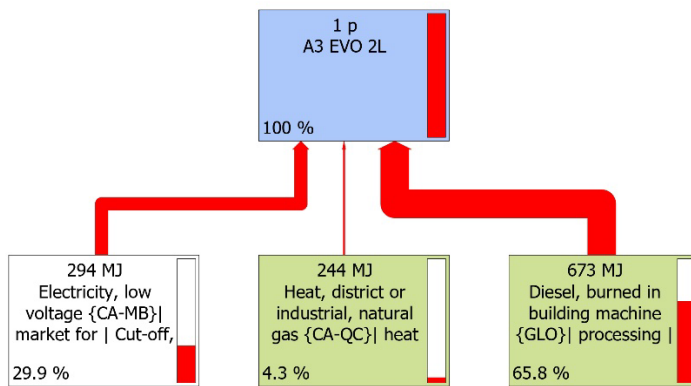 1 p
A3 EVO 2L
100 %
294 MJ
Electricity, low
voltage {CA-MB}|
market for | Cut-off,
29.9 %
244 MJ
Heat, district or
industrial, natural
gas {CA-QC}| heat
4.3 %
673 MJ
Diesel, burned in
building machine
{GLO}| processing |
65.8 %